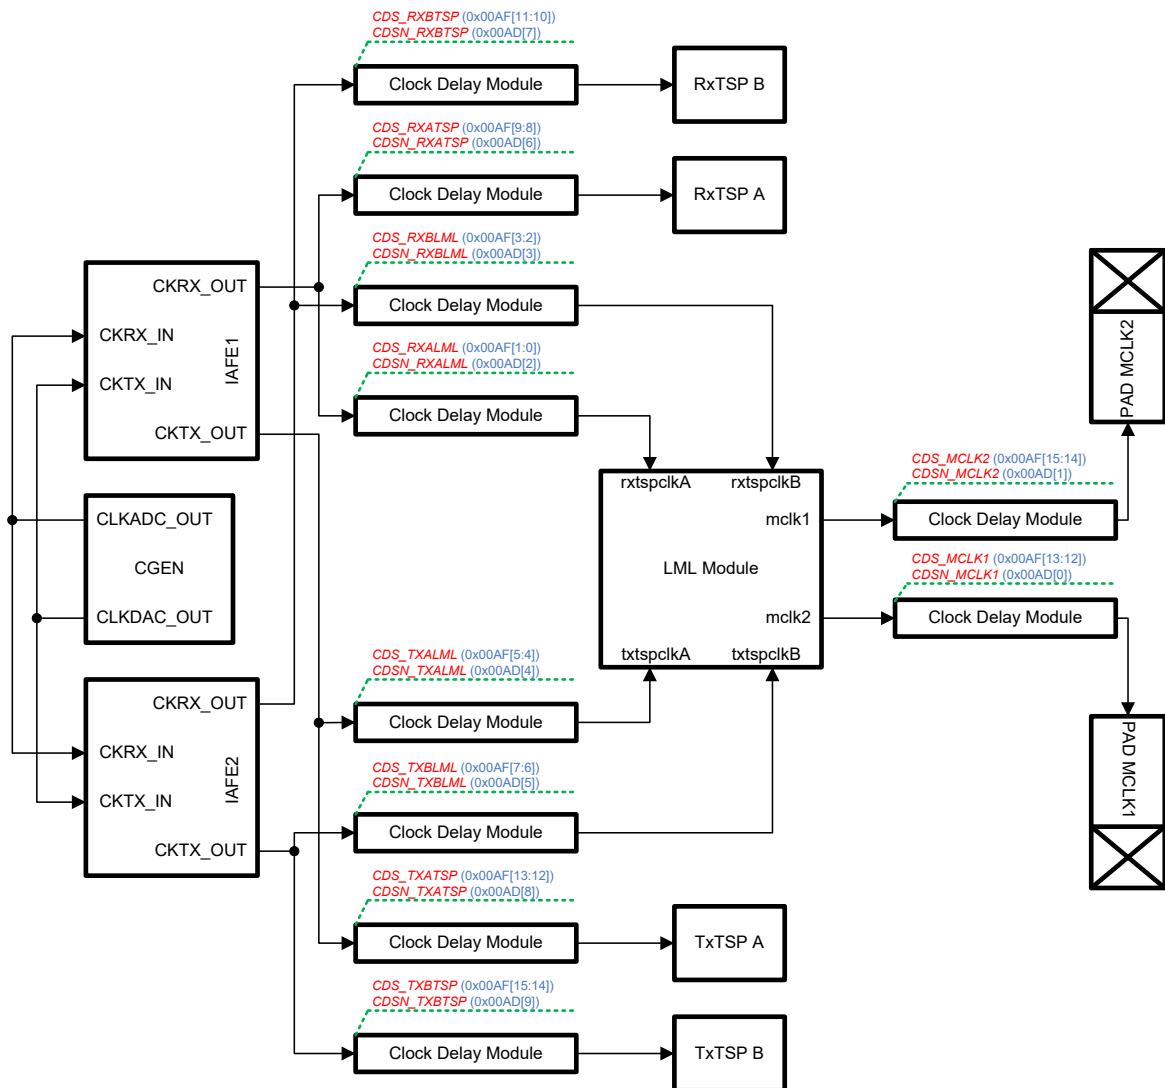 CDS_RXBTSP (0x00AF[11:10])
CDSN_RXBTSP (0x00AD[7])
Clock Delay Module
RxTSP B
CDS_RXATSP (0x00AF[9:8])
CDSN_RXATSP (0x00AD[6])
Clock Delay Module
RxTSP A
CDS_RXBLML (0x00AF[3:2])
CDSN_RXBLML (0x00AD[3])
Clock Delay Module
CDS_RXALML (0x00AF[1:0])
CDSN_RXALML (0x00AD[2])
Clock Delay Module
CKRX_OUT
CKRX_IN
IAFE1
CKTX_IN
CKTX_OUT
PAD MCLK2
CLKADC_OUT
CGEN
CLKDAC_OUT
rxtspclkA
rxtspclkB
mclk1
LML Module
mclk2
txtspclkA
txtspclkB
CDS_MCLK2 (0x00AF[15:14])
CDSN_MCLK2 (0x00AD[1])
Clock Delay Module
CDS_MCLK1 (0x00AF[13:12])
CDSN_MCLK1 (0x00AD[0])
Clock Delay Module
PAD MCLK1
CKRX_OUT
CKRX_IN
IAFE2
CKTX_IN
CKTX_OUT
CDS_TXALML (0x00AF[5:4])
CDSN_TXALML (0x00AD[4])
Clock Delay Module
CDS_TXBLML (0x00AF[7:6])
CDSN_TXBLML (0x00AD[5])
Clock Delay Module
CDS_TXATSP (0x00AF[13:12])
CDSN_TXATSP (0x00AD[8])
Clock Delay Module
TxTSP A
CDS_TXBTSP (0x00AF[15:14])
CDSN_TXBTSP (0x00AD[9])
Clock Delay Module
TxTSP B